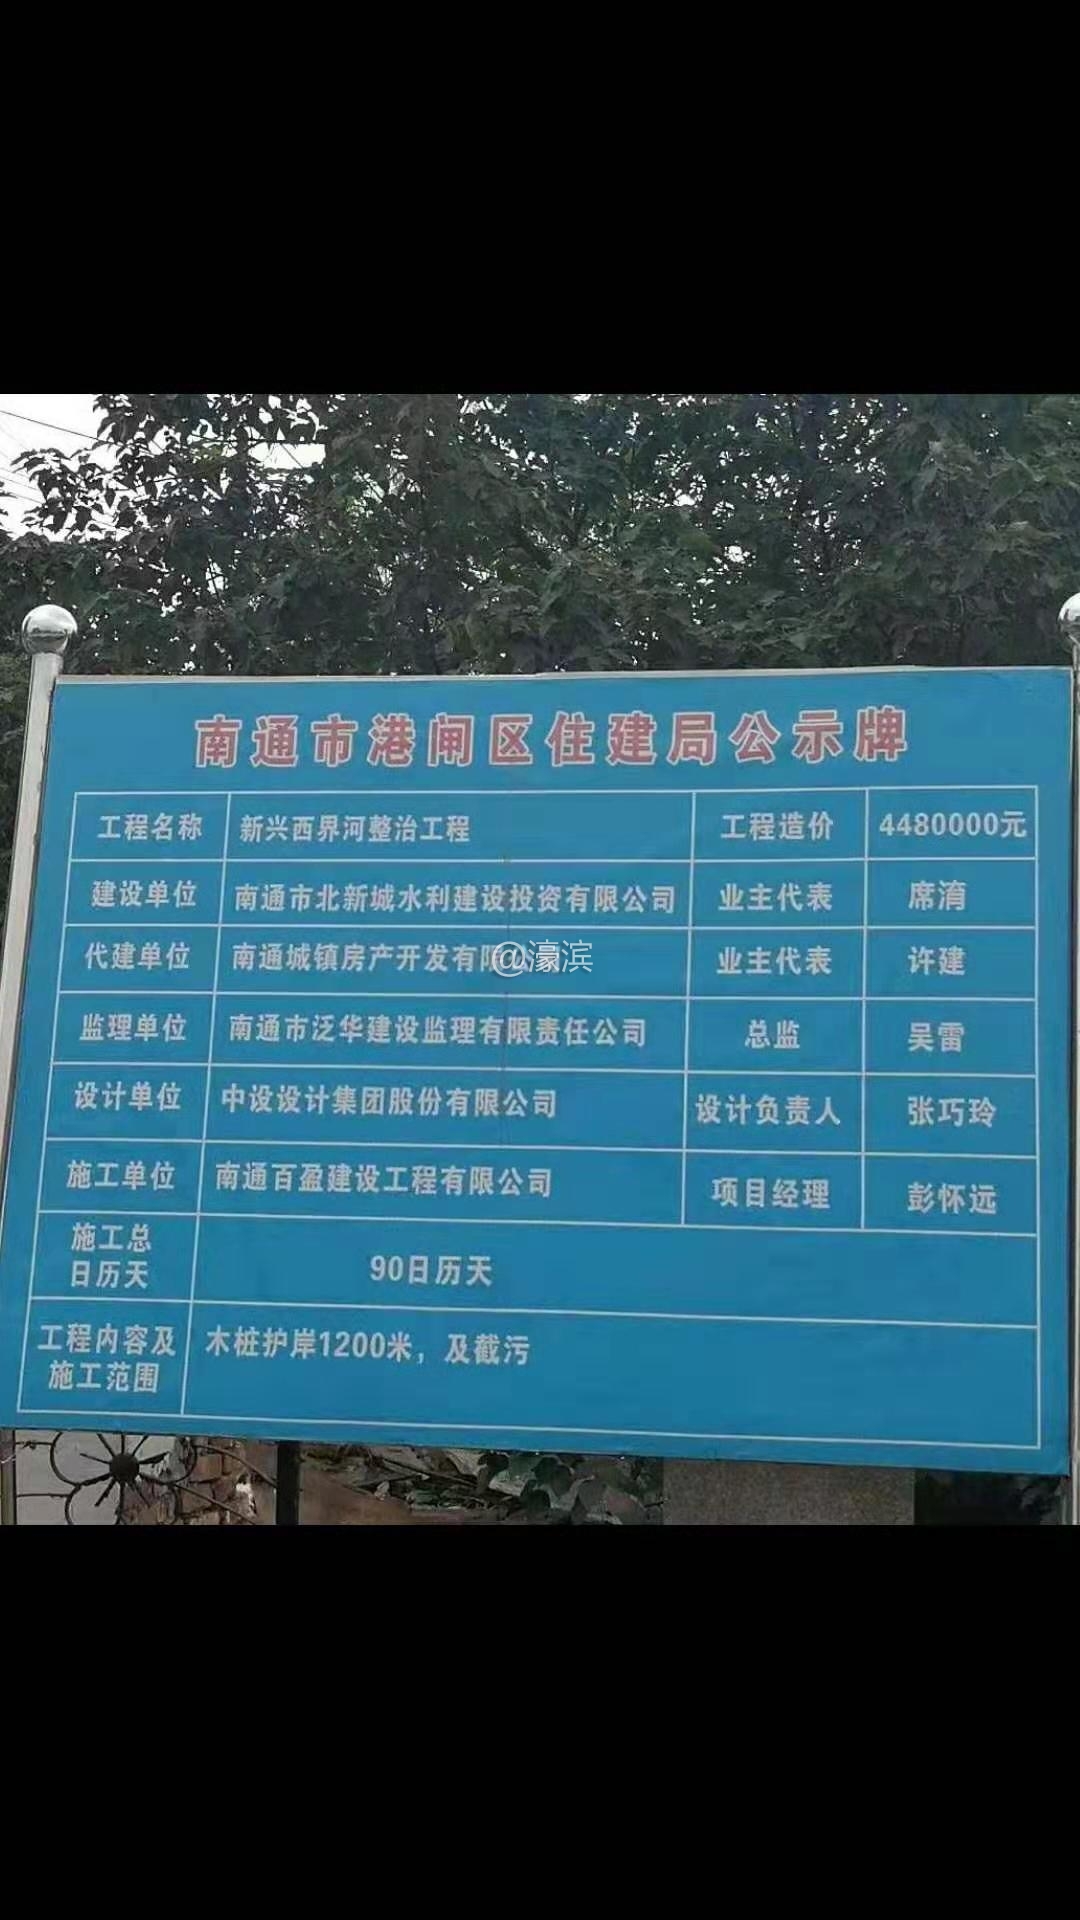 南通市港闸区住建局公示牌
工程名称 新兴西界河整治工程 工程造价 4480000元
建设单位 南通市北新城水利建设投资有限公司 业主代表 席淯
代建单位 南通城镇房产开发有限 业主代表 许建
@濠滨
监理单位 南通市泛华建设监理有限责任公司 总监 吴雷
设计单位 中设设计集团股份有限公司 设计负责人 张巧玲
施工单位 南通百盈建设工程有限公司 项目经理 彭怀远
施工总
日历天 90日历天
工程内容及
施工范围 木桩护岸1200米，及截污